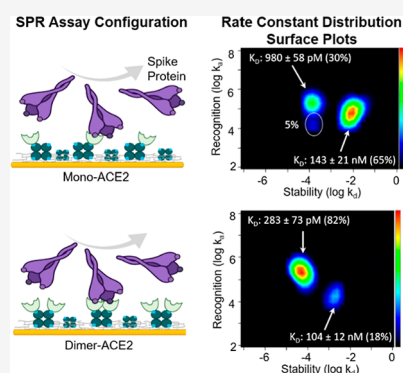 SPR Assay Configuration
Rate Constant Distribution
Surface Plots
Spike
Protein
Mono-ACE2
Recognition (log ka)
8
6
4
2
KD: 980 ± 58 pM (30%)
5%
KD: 143 ± 21 nM (65%)
-6 -4 -2 0
Stability (log kd)
Dimer-ACE2
Recognition (log ka)
8
6
4
2
KD: 283 ± 73 pM (82%)
KD: 104 ± 12 nM (18%)
-6 -4 -2 0
Stability (log kd)